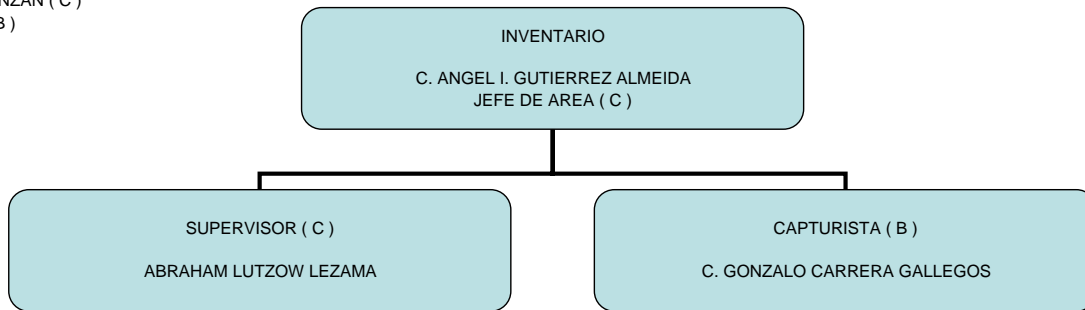 ( C )
B )
INVENTARIO
C. ANGEL I. GUTIERREZ ALMEIDA
JEFE DE AREA ( C )
SUPERVISOR ( C )
ABRAHAM LUTZOW LEZAMA
CAPTURISTA ( B )
C. GONZALO CARRERA GALLEGOS